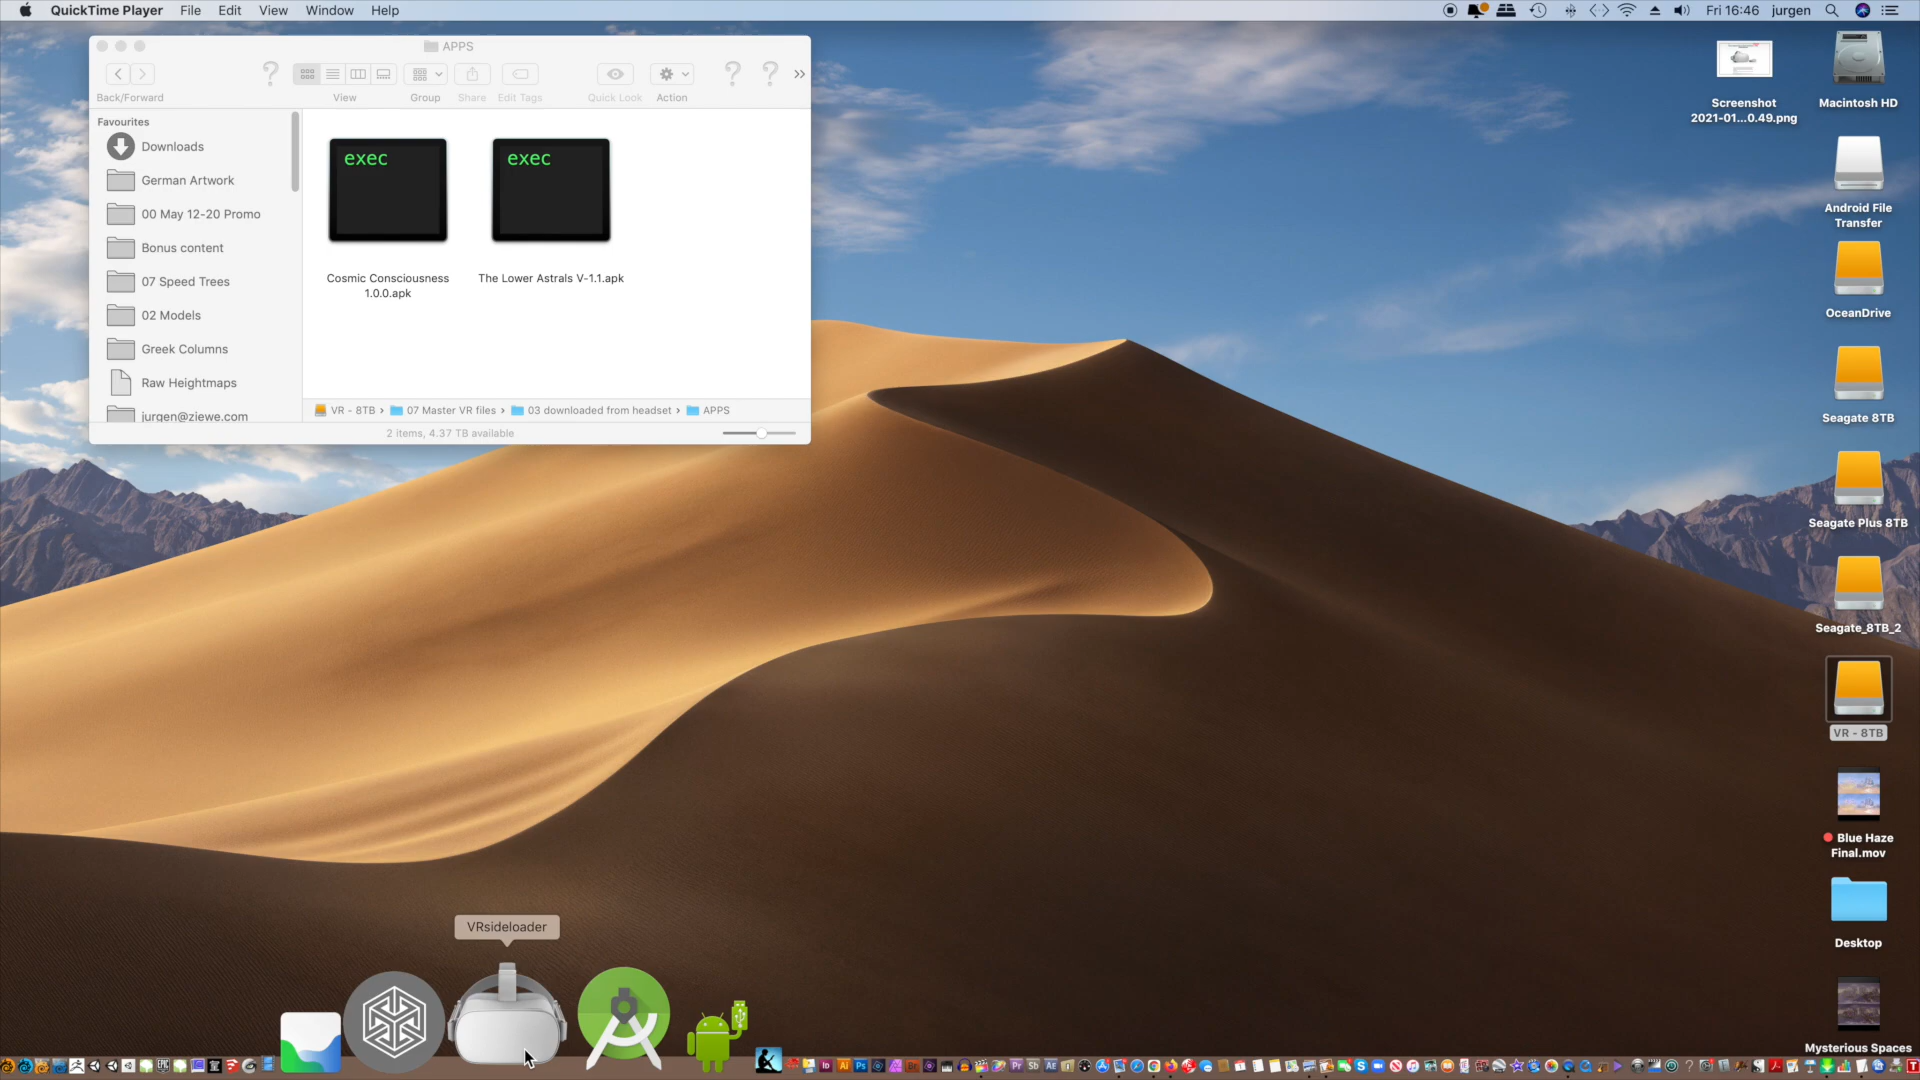 QuickTime Player File Edit View Window Help
Fri 16:46 jurgen
APPS
Back/Forward
View
Group
Share
Edit Tags
Quick Look
Action
Favourites
Downloads
German Artwork
00 May 12-20 Promo
Bonus content
07 Speed Trees
02 Models
Greek Columns
Raw Heightmaps
jurgen@ziewe.com
exec
Cosmic Consciousness
1.0.0.apk
exec
The Lower Astrals V-1.1.apk
VR - 8TB › 07 Master VR files › 03 downloaded from headset › APPS
2 items, 4.37 TB available
Screenshot
2021-01...0.49.png
Macintosh HD
Android File
Transfer
OceanDrive
Seagate 8TB
Seagate Plus 8TB
Seagate_8TB_2
VR - 8TB
Blue Haze
Final.mov
Desktop
Mysterious Spaces
VRsideloader